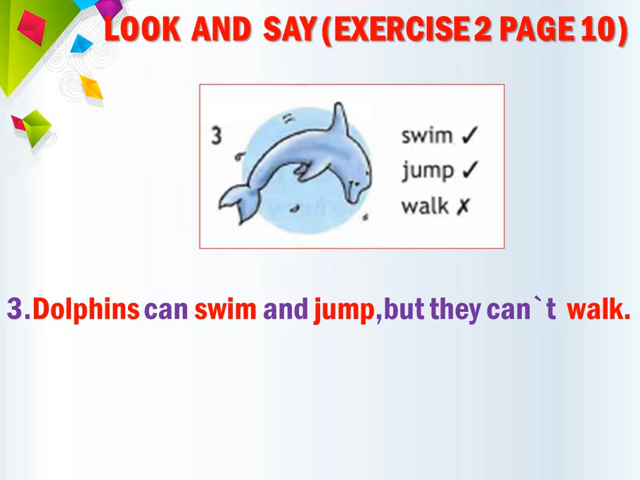 LOOK AND SAY (EXERCISE 2 PAGE 10)
3
swim ✓
jump ✓
walk ✗
3.Dolphins can swim and jump,but they can`t walk.